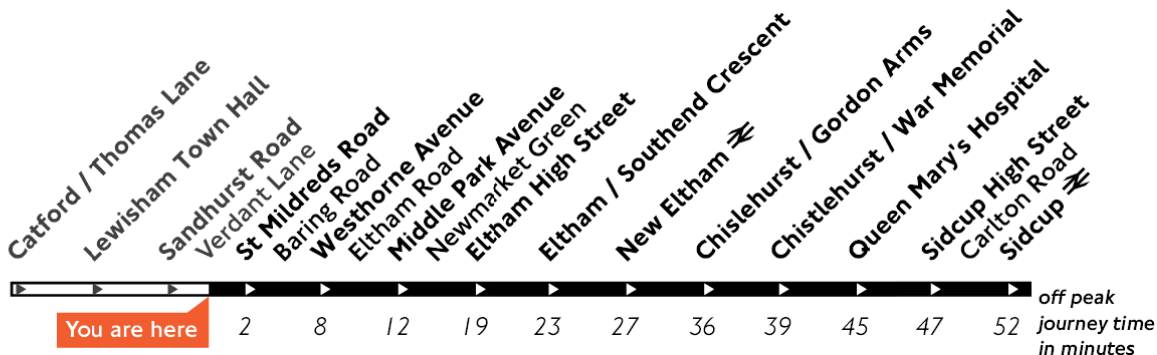 Catford / Thomas Lane
Lewisham Town Hall
Sandhurst Road
Verdant Lane
St Mildreds Road
Baring Road
Westhorne Avenue
Eltham Road
Middle Park Avenue
Newmarket Green
Eltham High Street
Eltham / Southend Crescent
New Eltham
Chislehurst / Gordon Arms
Chistlehurst / War Memorial
Queen Mary's Hospital
Sidcup High Street
Carlton Road
Sidcup
You are here
2 8 12 19 23 27 36 39 45 47 52
off peak
journey time
in minutes